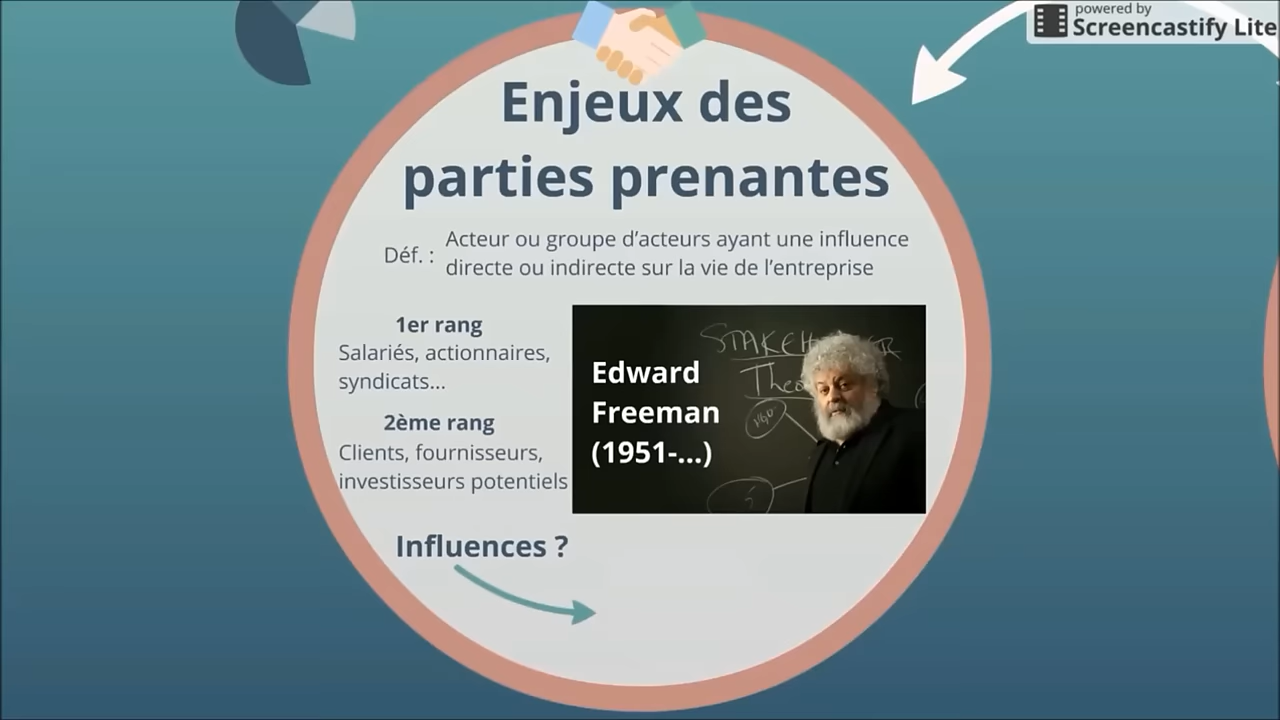 powered by
Screencastify Lite
Enjeux des
parties prenantes
Déf. :
Acteur ou groupe d’acteurs ayant une influence
directe ou indirecte sur la vie de l’entreprise
1er rang
Salariés, actionnaires,
syndicats...
2ème rang
Clients, fournisseurs,
investisseurs potentiels
Edward
Freeman
(1951-...)
Influences ?